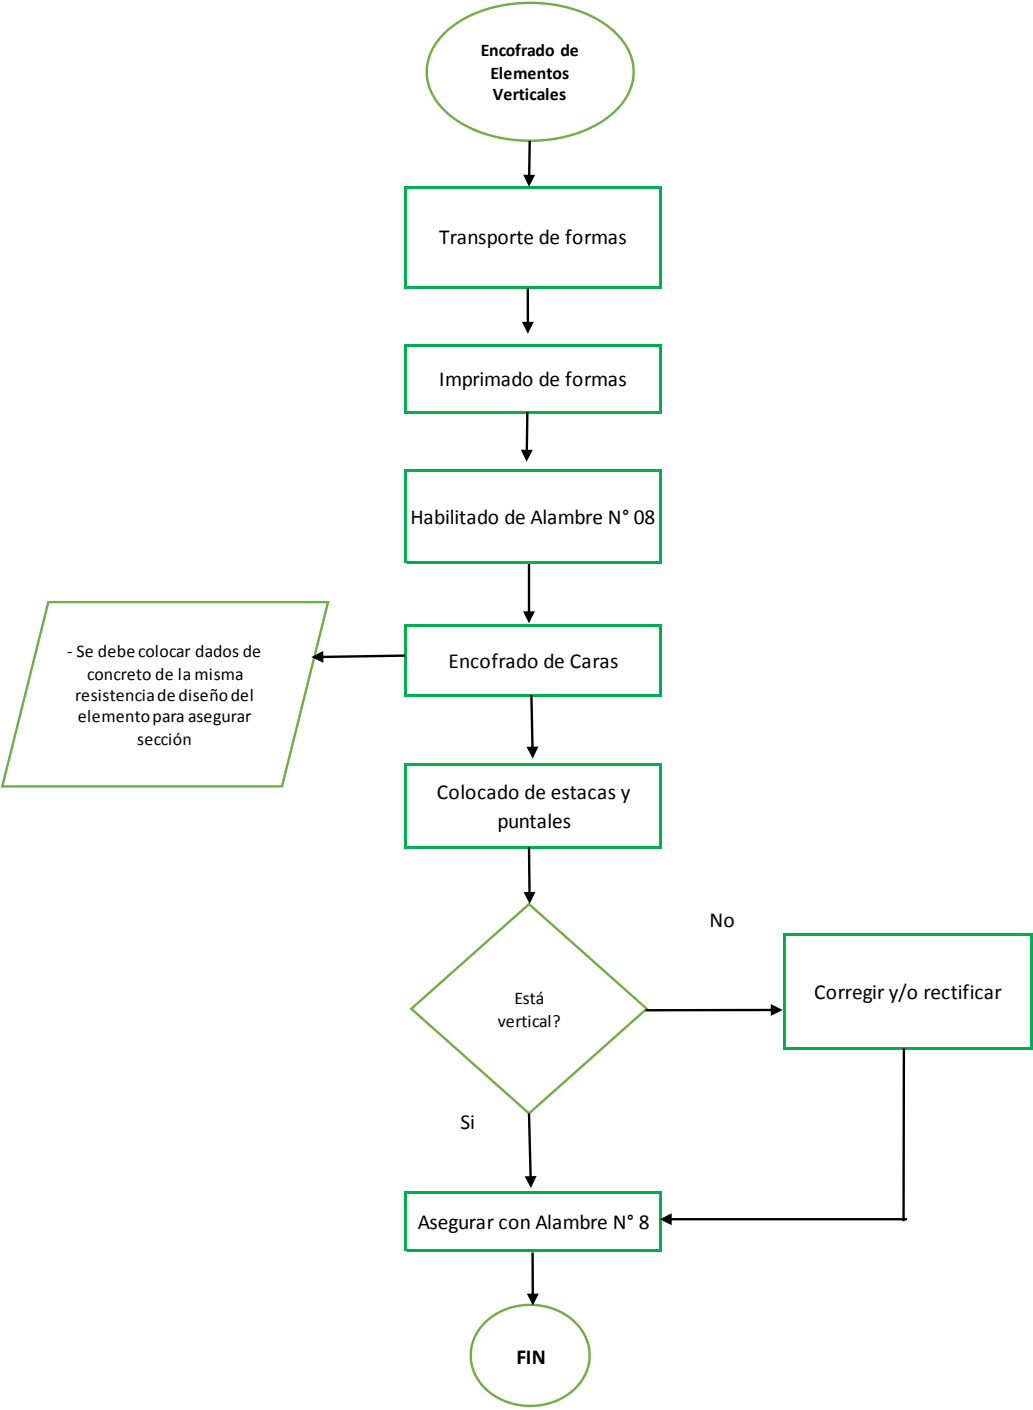 Encofrado de
Elementos
Verticales
Transporte de formas
Imprimado de formas
Habilitado de Alambre N° 08
- Se debe colocar dados de
concreto de la misma
resistencia de diseño del
elemento para asegurar
sección
Encofrado de Caras
Colocado de estacas y
puntales
No
Está
vertical?
Corregir y/o rectificar
Si
Asegurar con Alambre N° 8
FIN